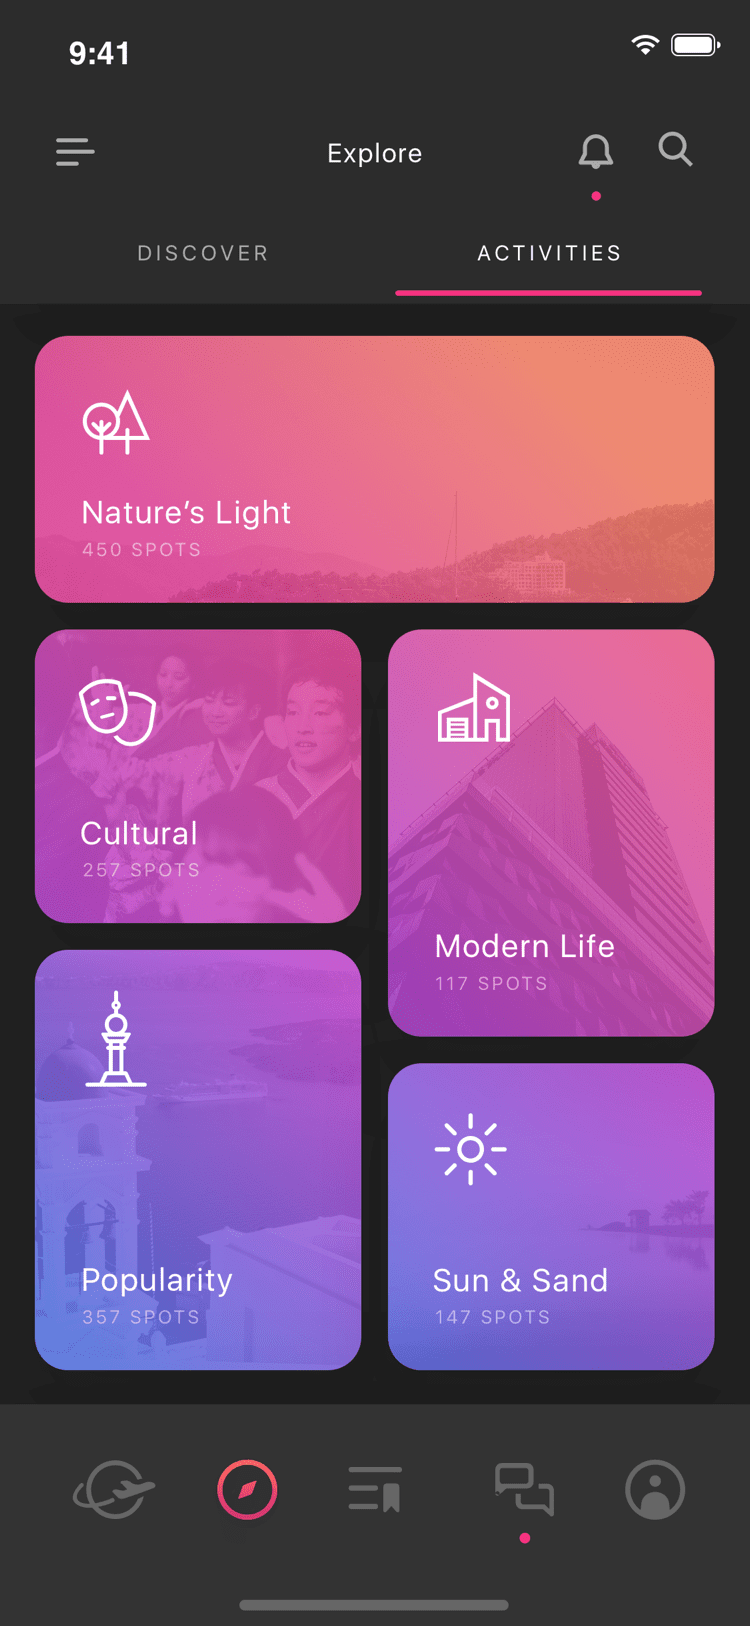 9:41
Explore
DISCOVER
ACTIVITIES
Nature’s Light
450 SPOTS
Cultural
257 SPOTS
Modern Life
117 SPOTS
Popularity
357 SPOTS
Sun & Sand
147 SPOTS